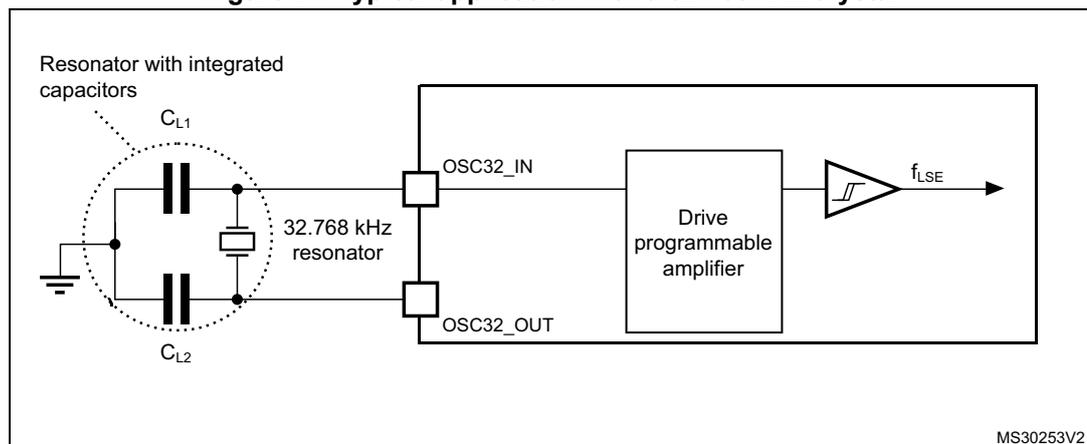 Resonator with integrated
capacitors
CL1
OSC32_IN
fLSE
32.768 kHz
resonator
Drive
programmable
amplifier
OSC32_OUT
CL2
MS30253V2